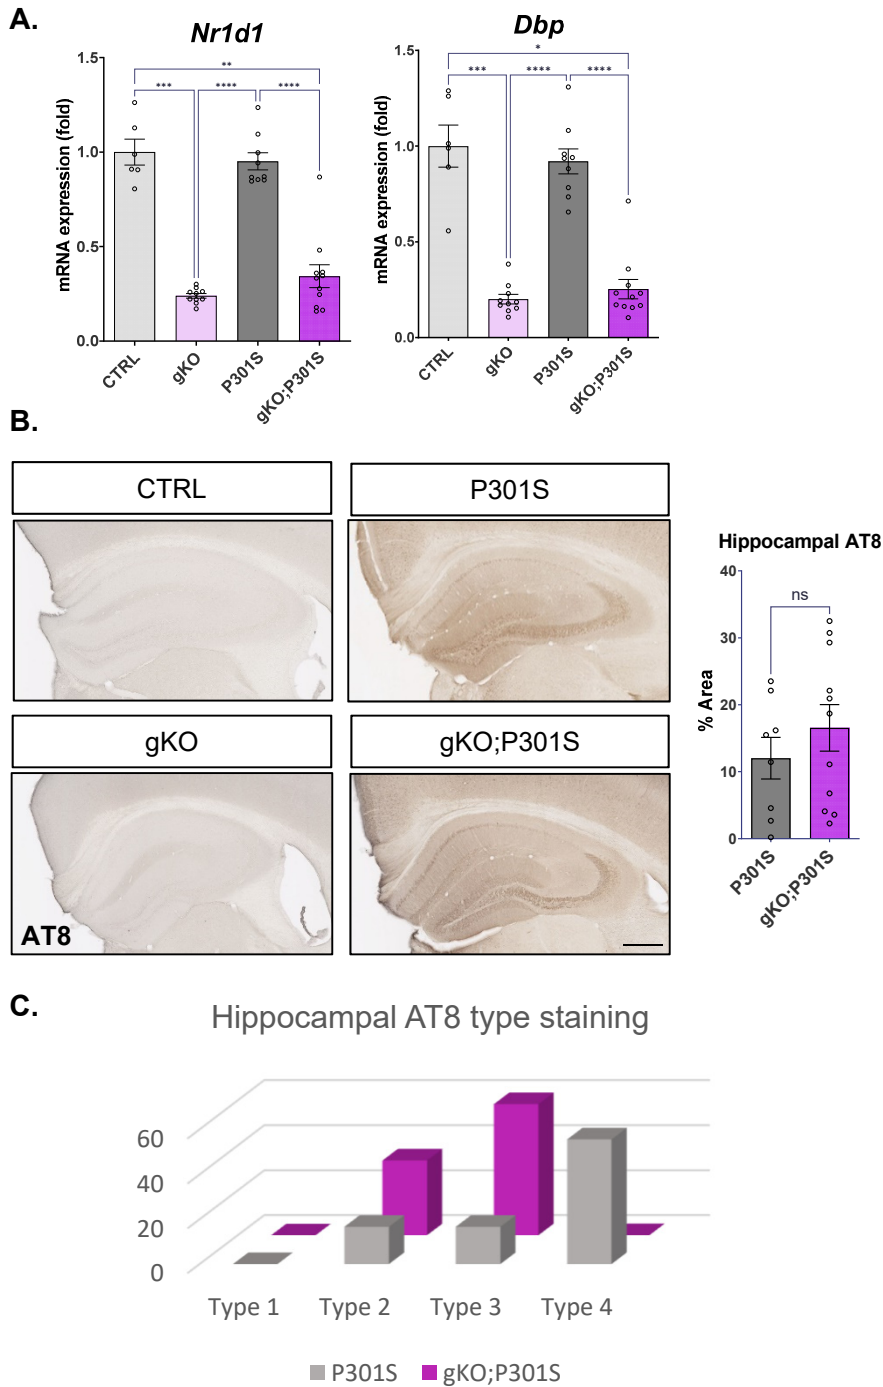 A.
Nr1d1
mRNA expression (fold)
1.5
1.0
0.5
0.0
**
***
****
****
CTRL
gKO
P301S
gKO;P301S
Dbp
mRNA expression (fold)
1.5
1.0
0.5
0.0
*
***
****
****
CTRL
gKO
P301S
gKO;P301S
B.
CTRL
P301S
gKO
gKO;P301S
AT8
Hippocampal AT8
% Area
40
30
20
10
0
ns
P301S
gKO;P301S
C.
Hippocampal AT8 type staining
60
40
20
0
Type 1
Type 2
Type 3
Type 4
P301S
gKO;P301S